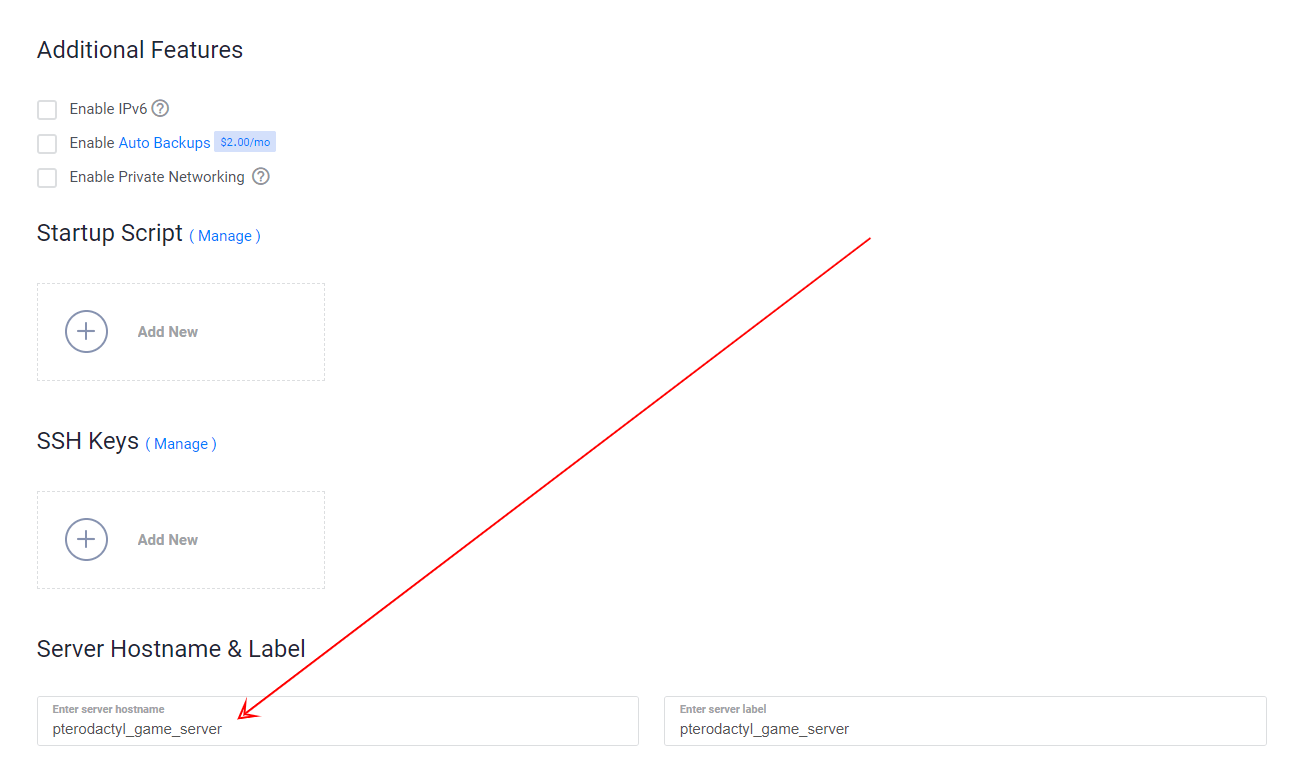 Additional Features
Enable IPv6
Enable Auto Backups $2.00/mo
Enable Private Networking
Startup Script ( Manage )
Add New
SSH Keys ( Manage )
Add New
Server Hostname & Label
Enter server hostname
pterodactyl_game_server
Enter server label
pterodactyl_game_server